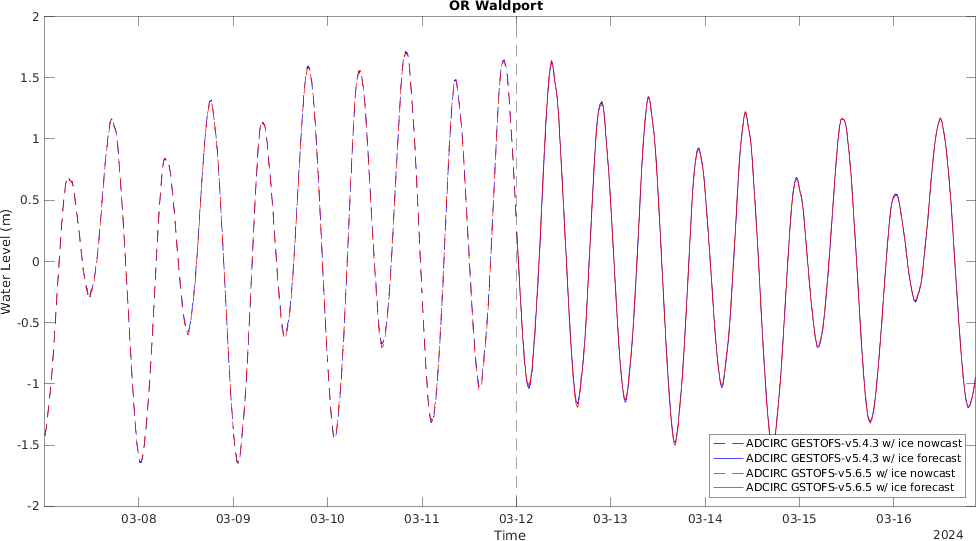 OR Waldport
2
1.5
1
0.5
0
-0.5
-1
-1.5
-2
Water Level (m)
03-08 03-09 03-10 03-11 03-12 03-13 03-14 03-15 03-16
Time
2024
ADCIRC GESTOFS-v5.4.3 w/ ice nowcast
ADCIRC GESTOFS-v5.4.3 w/ ice forecast
ADCIRC GSTOFS-v5.6.5 w/ ice nowcast
ADCIRC GSTOFS-v5.6.5 w/ ice forecast